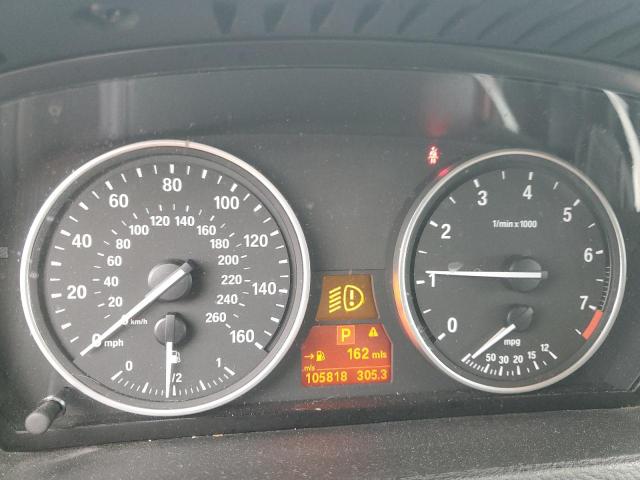 60 80 100
40 120
20 140
0 mph 160
120 140
100 160
80 180
60 200
40 220
20 240
0 km/h 260
0 1/2 1
P
162 mls
mls
105818 305.3
3 4 5
2 6
1 7
0
1/min x 1000
mpg
50 30 20 15 12